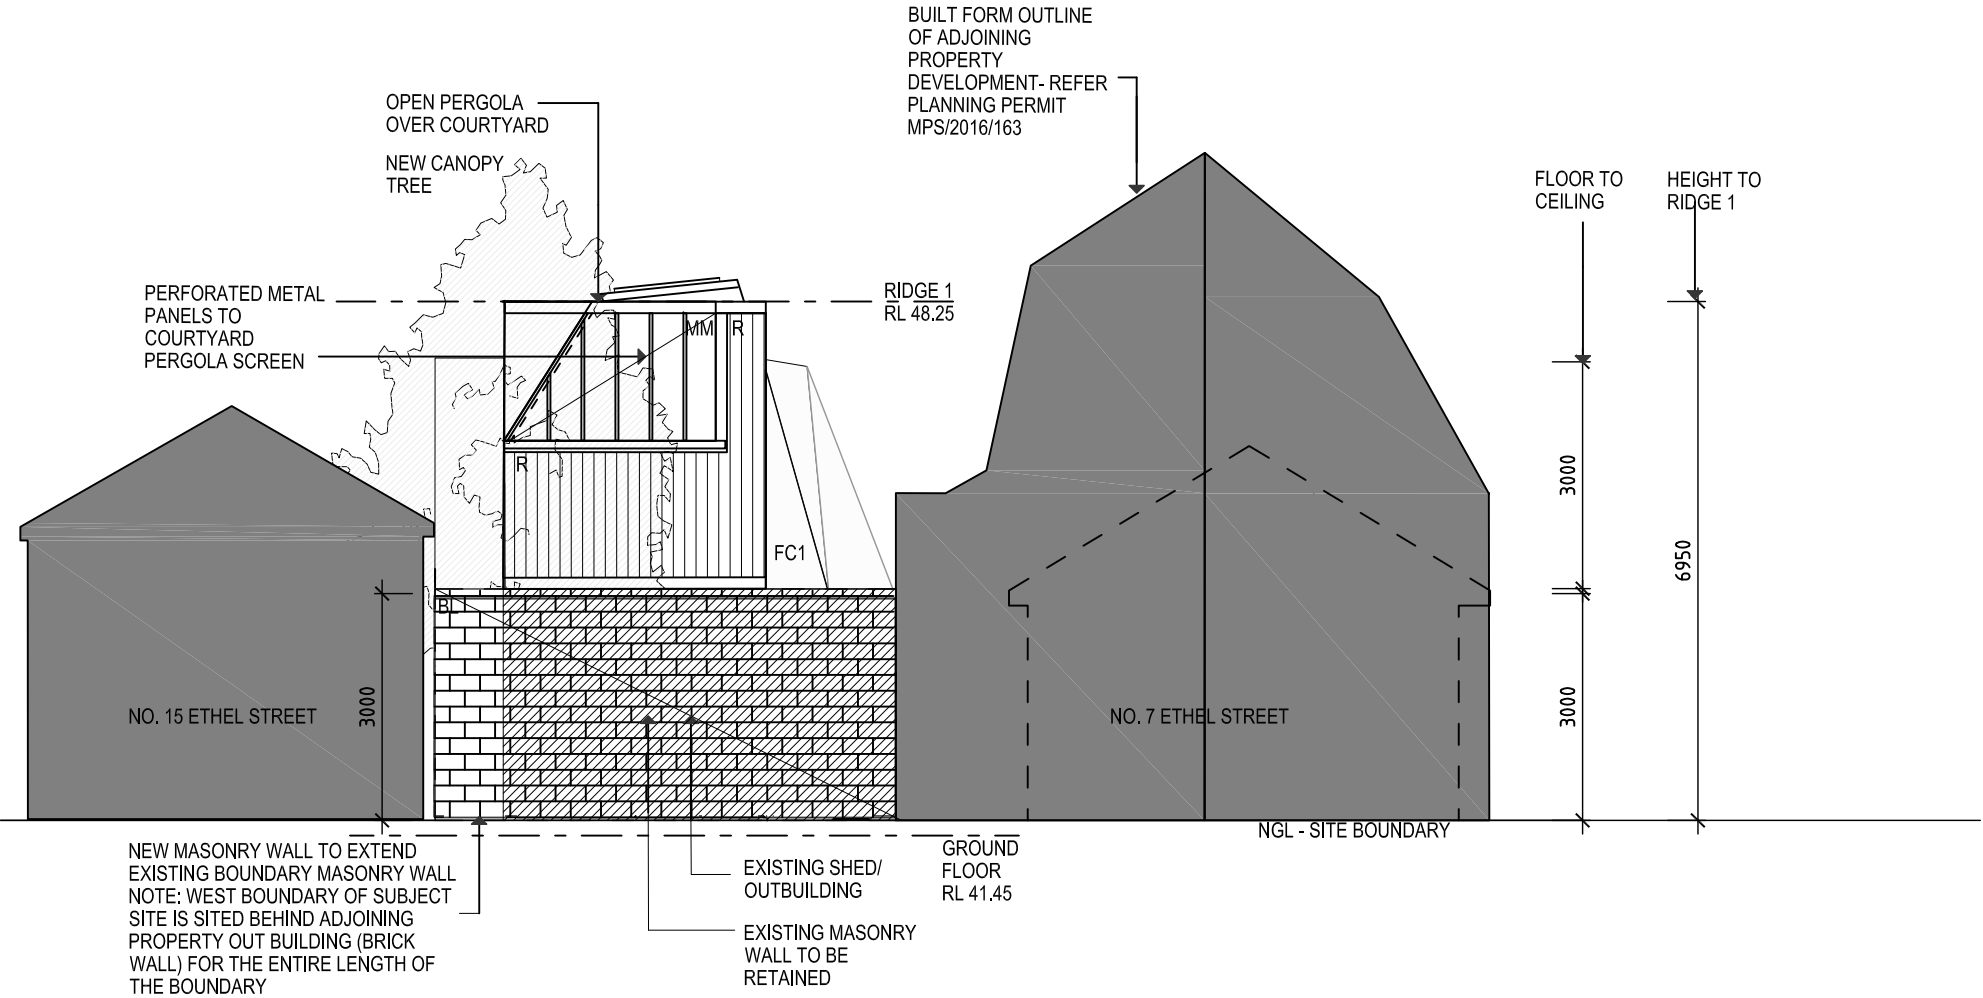 BUILT FORM OUTLINE
OF ADJOINING
PROPERTY
DEVELOPMENT- REFER
PLANNING PERMIT
MPS/2016/163
OPEN PERGOLA
OVER COURTYARD
NEW CANOPY
TREE
FLOOR TO
CEILING
HEIGHT TO
RIDGE 1
PERFORATED METAL
PANELS TO
COURTYARD
PERGOLA SCREEN
RIDGE 1
RL 48.25
MM
R
R
FC1
BL
3000
3000
3000
6950
NO. 15 ETHEL STREET
NO. 7 ETHEL STREET
NGL - SITE BOUNDARY
NEW MASONRY WALL TO EXTEND
EXISTING BOUNDARY MASONRY WALL
NOTE: WEST BOUNDARY OF SUBJECT
SITE IS SITED BEHIND ADJOINING
PROPERTY OUT BUILDING (BRICK
WALL) FOR THE ENTIRE LENGTH OF
THE BOUNDARY
EXISTING SHED/
OUTBUILDING
EXISTING MASONRY
WALL TO BE
RETAINED
GROUND
FLOOR
RL 41.45